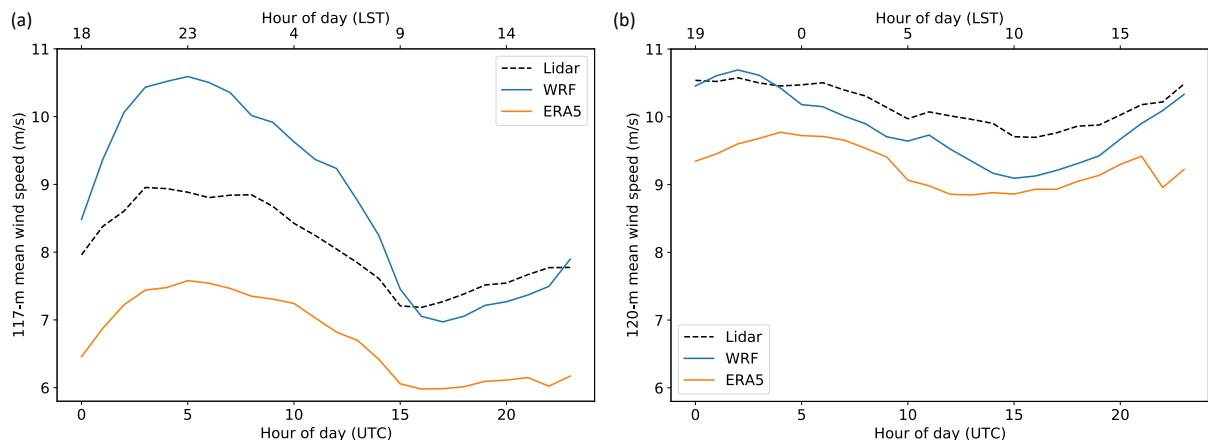 (a)
Hour of day (LST)
18 23 4 9 14
117-m mean wind speed (m/s)
11
10
9
8
7
6
Lidar
WRF
ERA5
0 5 10 15 20
Hour of day (UTC)
(b)
Hour of day (LST)
19 0 5 10 15
120-m mean wind speed (m/s)
11
10
9
8
7
6
Lidar
WRF
ERA5
0 5 10 15 20
Hour of day (UTC)